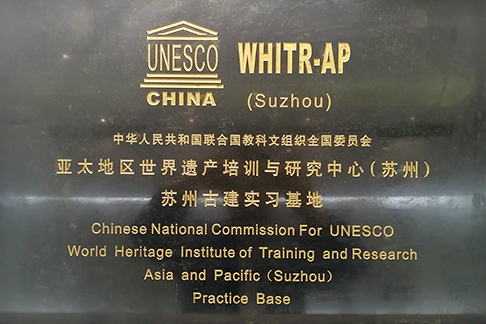 UNESCO WHITR-AP
CHINA (Suzhou)
中华人民共和国联合国教科文组织全国委员会
亚太地区世界遗产培训与研究中心(苏州)
苏州古建实习基地
Chinese National Commission For UNESCO
World Heritage Institute of Training and Research
Asia and Pacific (Suzhou)
Practice Base